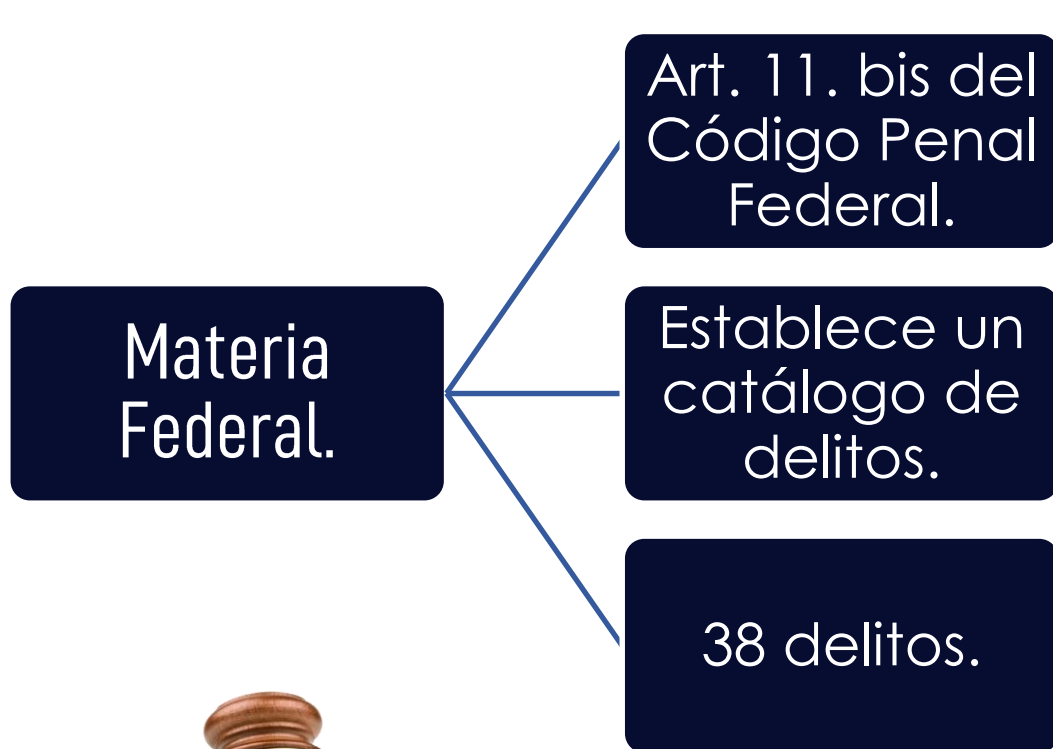 Materia
Federal.
Art. 11. bis del
Código Penal
Federal.
Establece un
catálogo de
delitos.
38 delitos.